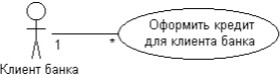 Оформить кредит
для клиента банка
1
*
Клиент банка